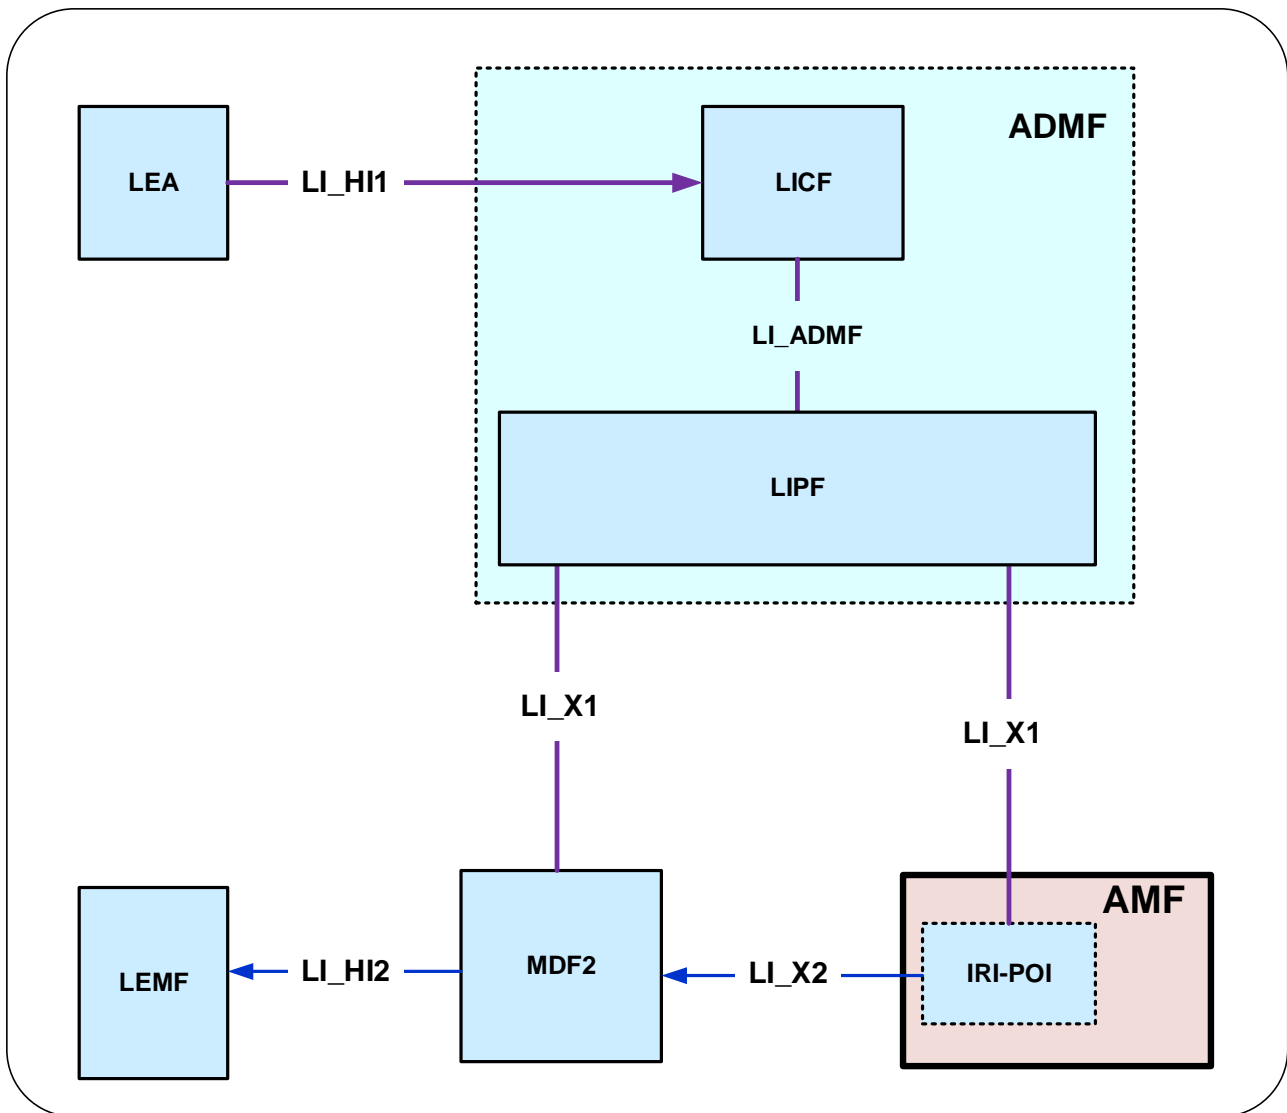 ADMF
LEA
LI_HI1
LICF
LI_ADMF
LIPF
LI_X1
LI_X1
AMF
LEMF
LI_HI2
MDF2
LI_X2
IRI-POI